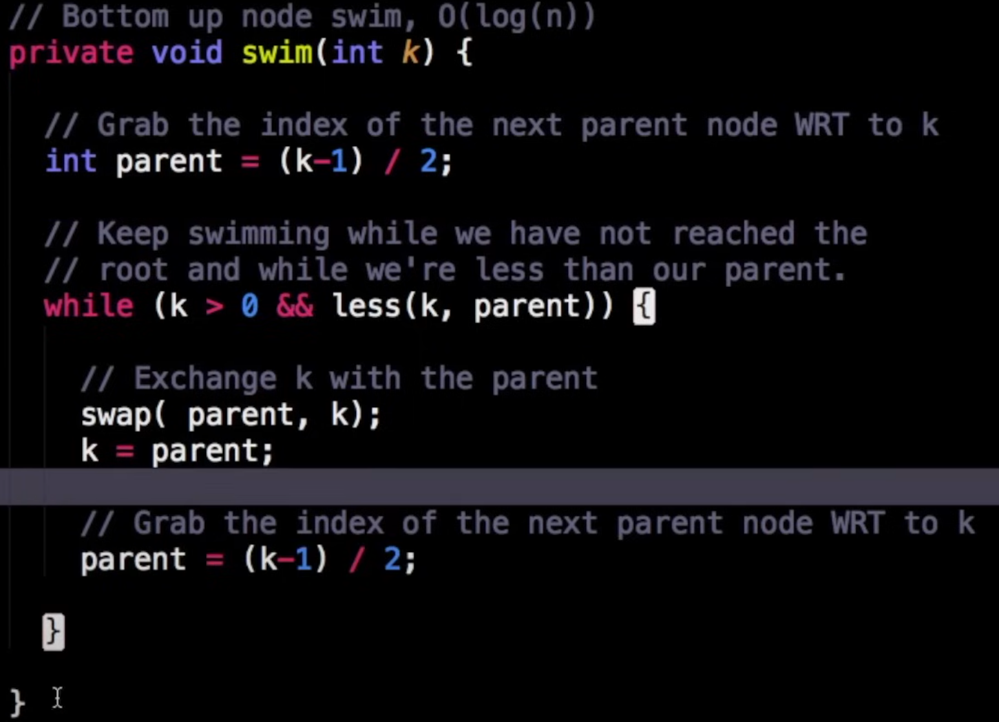 // Bottom up node swim, O(log(n))
private void swim(int k) {
// Grab the index of the next parent node WRT to k
int parent = (k-1) / 2;
// Keep swimming while we have not reached the
// root and while we're less than our parent.
while (k > 0 && less(k, parent)) {
// Exchange k with the parent
swap( parent, k);
k = parent;
// Grab the index of the next parent node WRT to k
parent = (k-1) / 2;
}
}